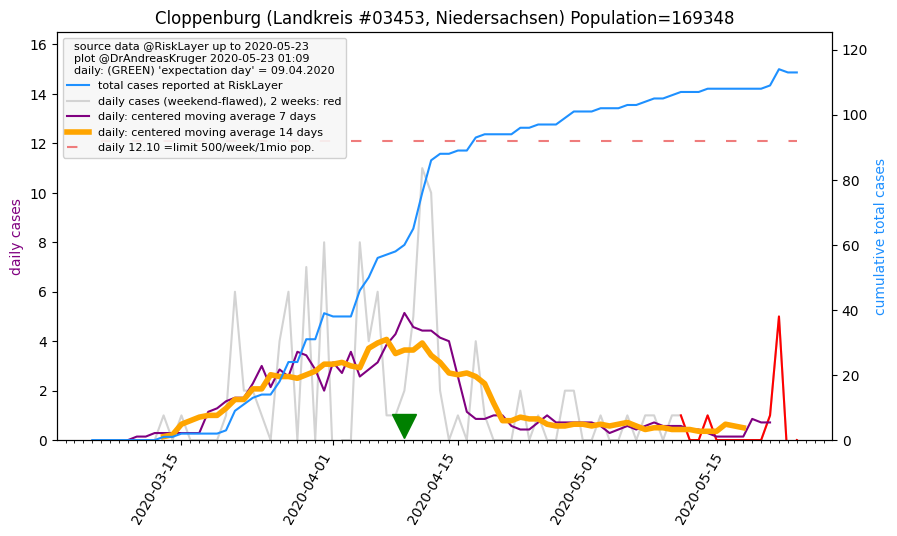 Cloppenburg (Landkreis #03453, Niedersachsen) Population=169348
source data @RiskLayer up to 2020-05-23
plot @DrAndreasKruger 2020-05-23 01:09
daily: (GREEN) 'expectation day' = 09.04.2020
total cases reported at RiskLayer
daily cases (weekend-flawed), 2 weeks: red
daily: centered moving average 7 days
daily: centered moving average 14 days
daily 12.10 =limit 500/week/1mio pop.
daily cases
16
14
12
10
8
6
4
2
0
cumulative total cases
120
100
80
60
40
20
0
2020-03-15
2020-04-01
2020-04-15
2020-05-01
2020-05-15